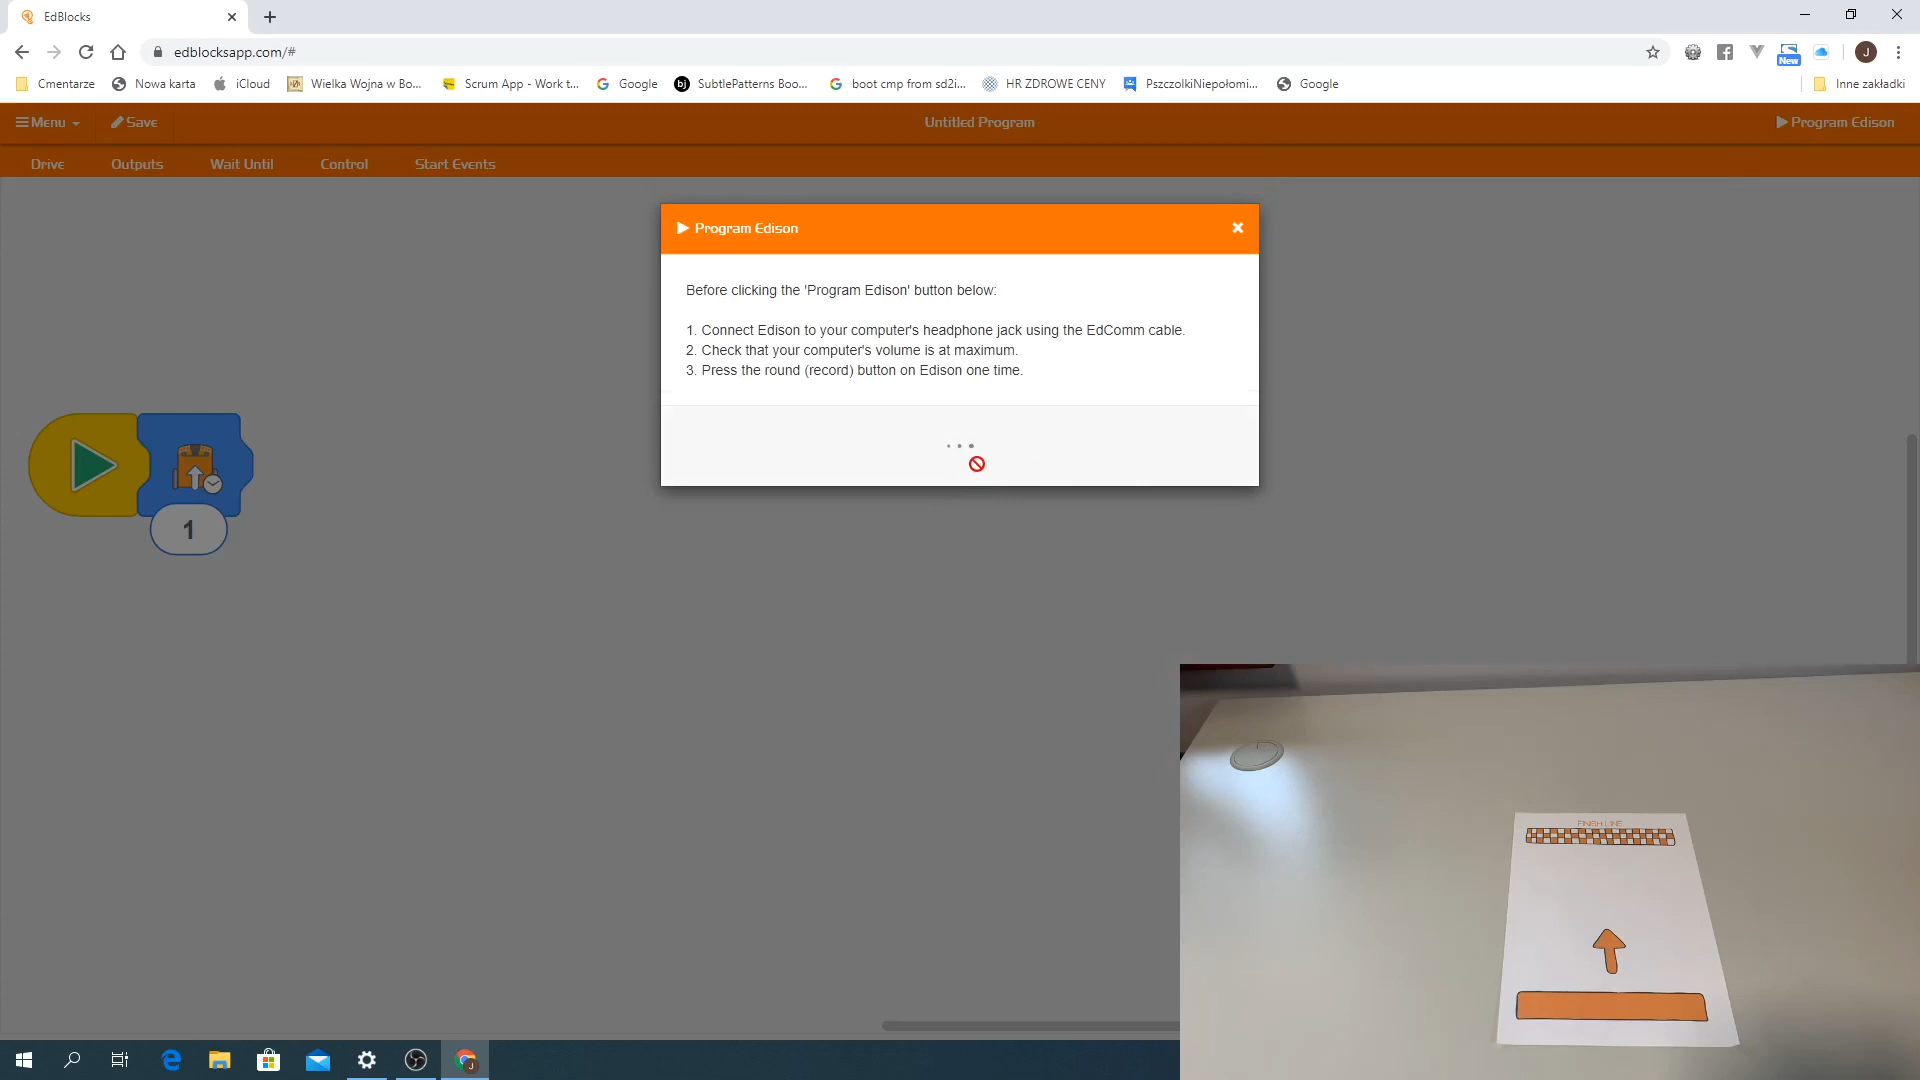 EdBlocks
edblocksapp.com/#
New
J
Cmentarze
Nowa karta
iCloud
Wielka Wojna w Bo...
Scrum App - Work t...
Google
bj
SubtlePatterns Boo...
boot cmp from sd2i...
HR ZDROWE CENY
PszczolkiNiepołomi...
Google
Inne zakładki
Menu
Save
Untitled Program
Program Edison
Drive
Outputs
Wait Until
Control
Start Events
Program Edison
Before clicking the 'Program Edison' button below:
1. Connect Edison to your computer's headphone jack using the EdComm cable.
2. Check that your computer's volume is at maximum.
3. Press the round (record) button on Edison one time.
1
FINISH LINE
J